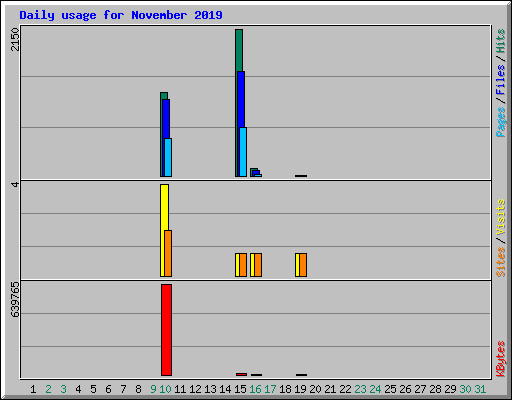 Daily usage for November 2019
2150
Pages / Files / Hits
4
Sites / Visits
639765
KBytes
1 2 3 4 5 6 7 8 9 10 11 12 13 14 15 16 17 18 19 20 21 22 23 24 25 26 27 28 29 30 31